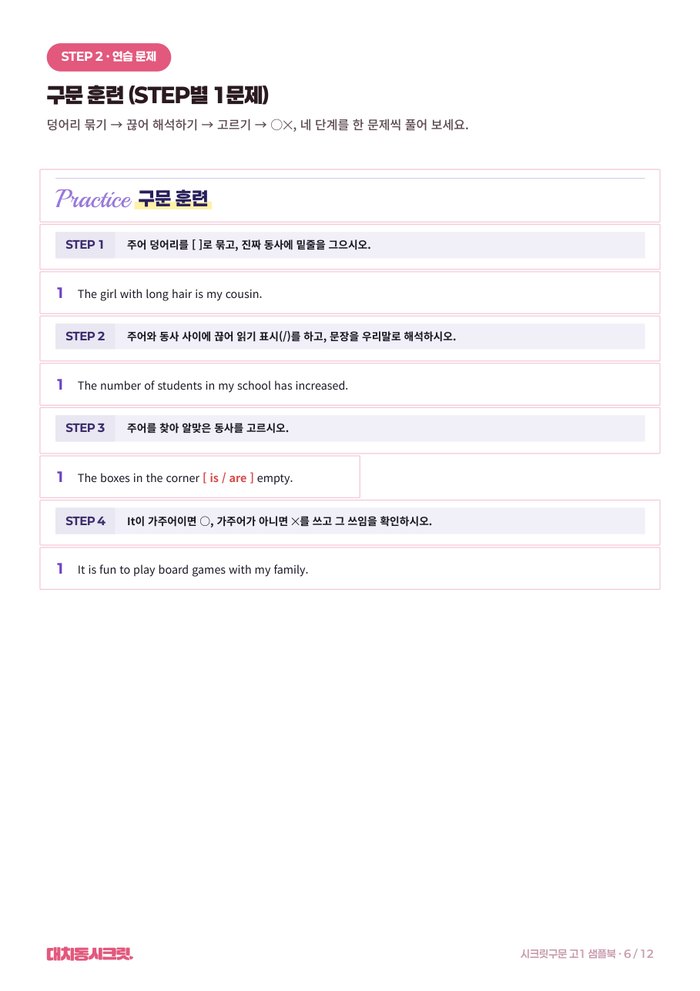 STEP 2 · 연습 문제
구문 훈련 (STEP별 1문제)
덩어리 묶기 → 끊어 해석하기 → 고르기 → ○×, 네 단계를 한 문제씩 풀어 보세요.
Practice 구문 훈련
STEP 1 주어 덩어리를 [ ]로 묶고, 진짜 동사에 밑줄을 그으시오.
1 The girl with long hair is my cousin.
STEP 2 주어와 동사 사이에 끊어 읽기 표시(/)를 하고, 문장을 우리말로 해석하시오.
1 The number of students in my school has increased.
STEP 3 주어를 찾아 알맞은 동사를 고르시오.
1 The boxes in the corner [ is / are ] empty.
STEP 4 It이 가주어이면 ○, 가주어가 아니면 ×를 쓰고 그 쓰임을 확인하시오.
1 It is fun to play board games with my family.
대치동시크릿. 시크릿구문 고1 샘플북 · 6 / 12